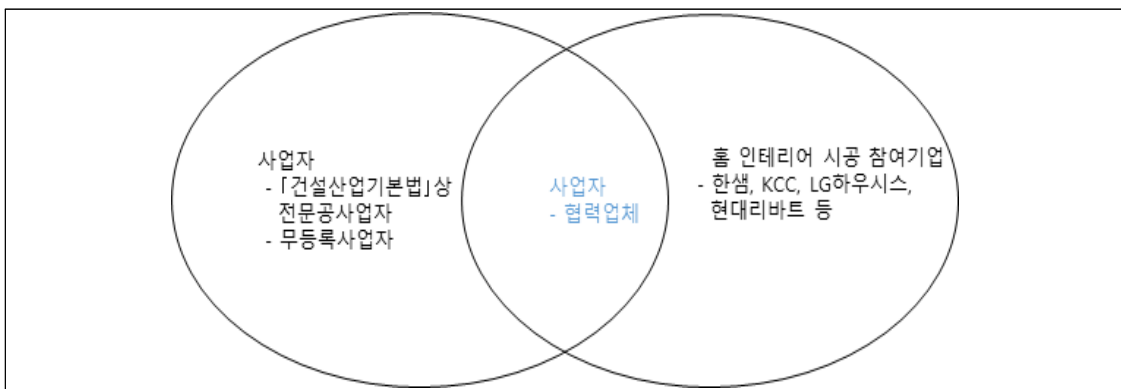 사업자
- 「건설산업기본법」상
전문공사업자
- 무등록사업자
사업자
- 협력업체
홈 인테리어 시공 참여기업
- 한샘, KCC, LG하우시스,
현대리바트 등